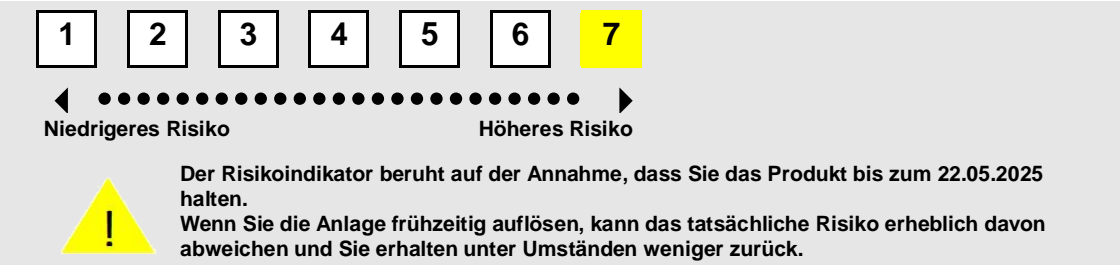 1 2 3 4 5 6 7
Niedrigeres Risiko Höheres Risiko
Der Risikoindikator beruht auf der Annahme, dass Sie das Produkt bis zum 22.05.2025
halten.
Wenn Sie die Anlage frühzeitig auflösen, kann das tatsächliche Risiko erheblich davon
abweichen und Sie erhalten unter Umständen weniger zurück.
!